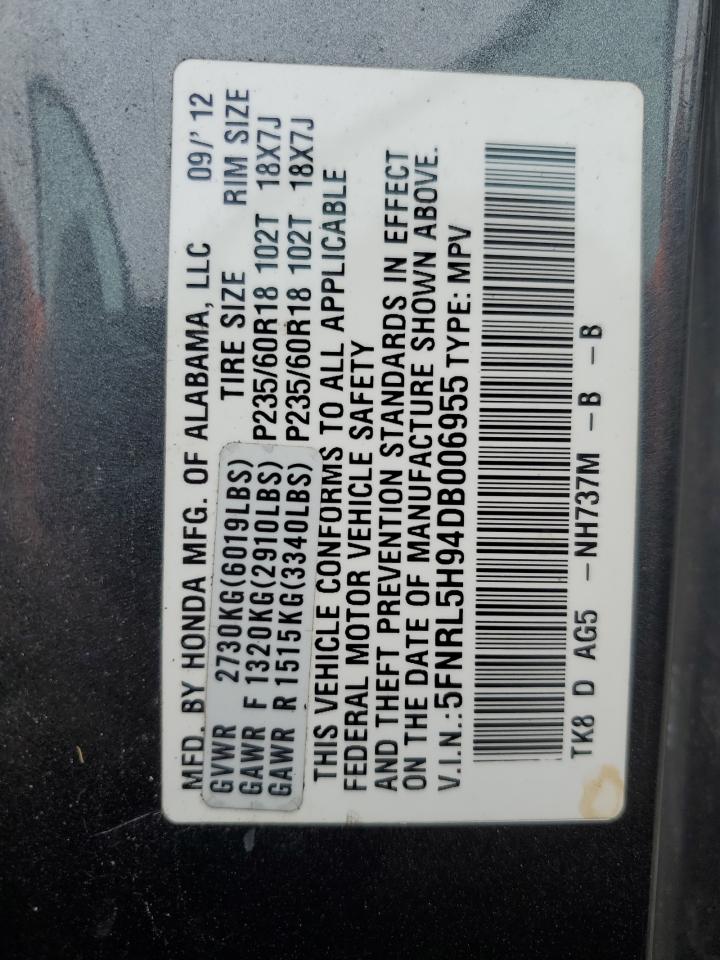 MFD. BY HONDA MFG. OF ALABAMA, LLC 09/' 12
GVWR 2730KG(6019LBS) TIRE SIZE RIM SIZE
GAWR F 1320KG(2910LBS) P235/60R18 102T 18X7J
GAWR R 1515KG(3340LBS) P235/60R18 102T 18X7J
THIS VEHICLE CONFORMS TO ALL APPLICABLE
FEDERAL MOTOR VEHICLE SAFETY
AND THEFT PREVENTION STANDARDS IN EFFECT
ON THE DATE OF MANUFACTURE SHOWN ABOVE.
V.I.N.:5FNRL5H94DB006955 TYPE: MPV
TK8 D AG5 -NH737M -B -B